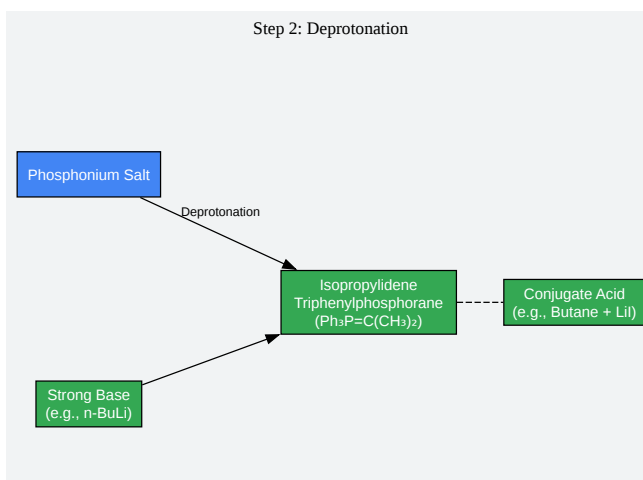 Step 2: Deprotonation
Phosphonium Salt
Deprotonation
Isopropylidene
Triphenylphosphorane
(Ph₃P=C(CH₃)₂)
Conjugate Acid
(e.g., Butane + LiI)
Strong Base
(e.g., n-BuLi)